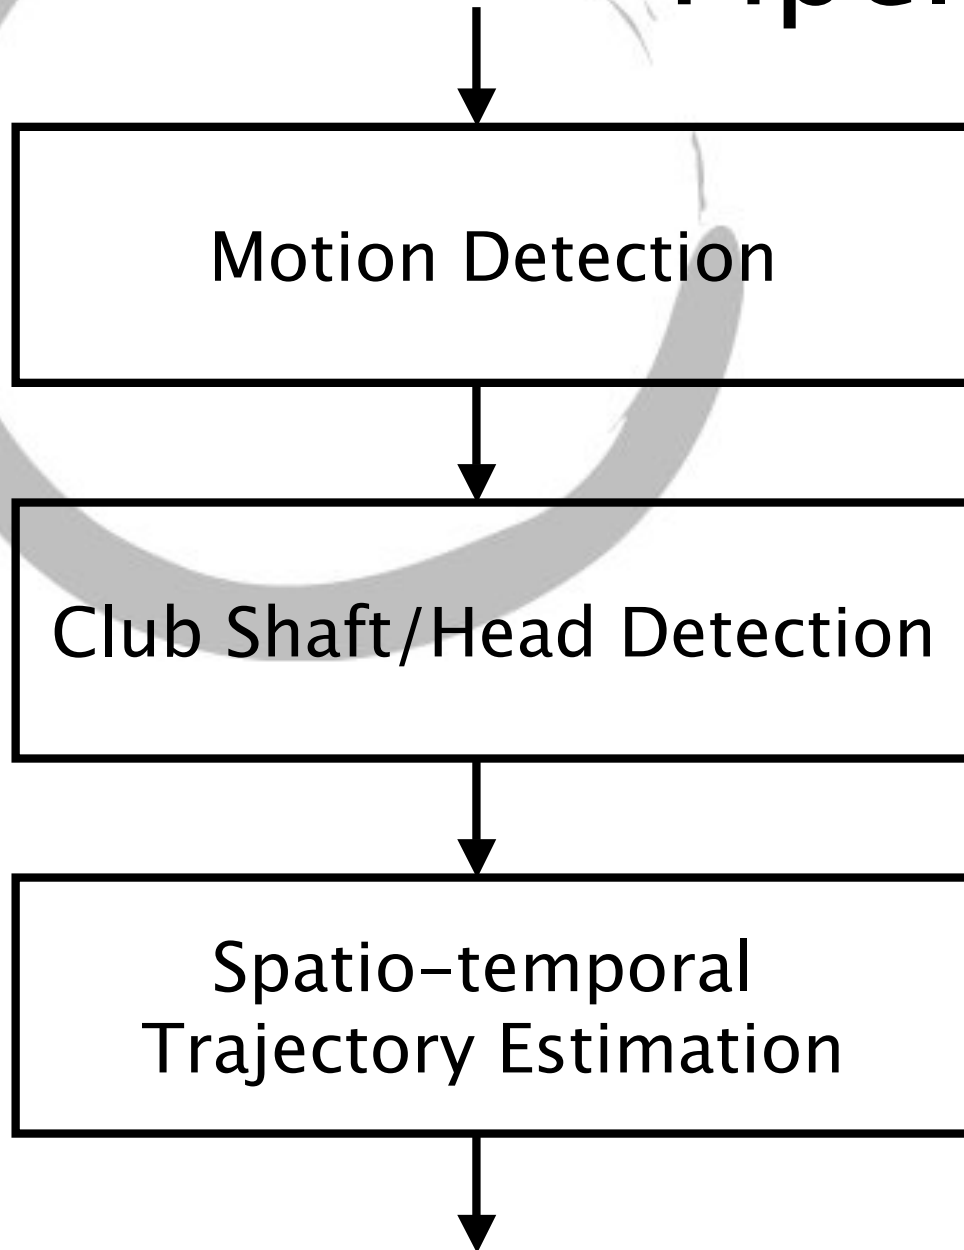 Motion Detection
Club Shaft/Head Detection
Spatio-temporal
Trajectory Estimation